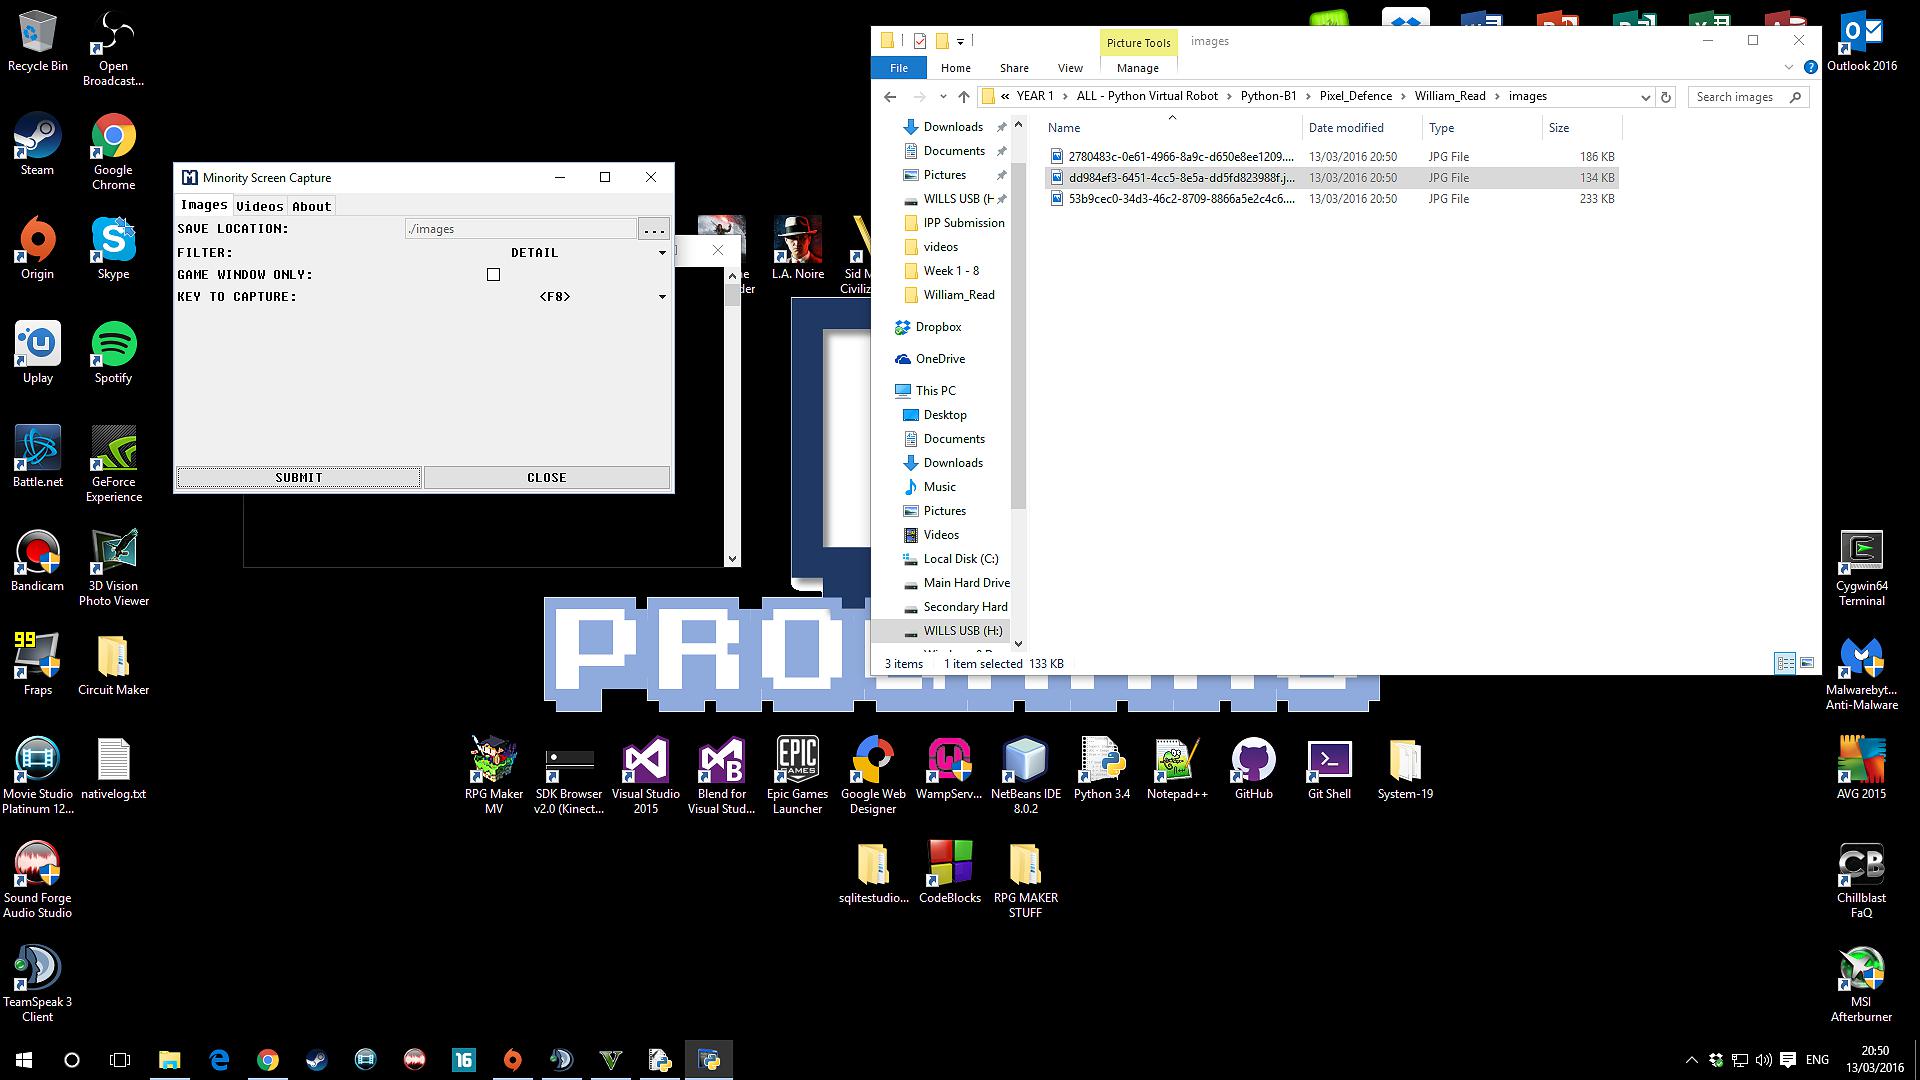 Recycle Bin
Open
Broadcast...
Steam
Google
Chrome
Origin
Skype
Uplay
Spotify
Battle.net
GeForce
Experience
Bandicam
3D Vision
Photo Viewer
99
Fraps
Circuit Maker
Movie Studio
Platinum 12...
nativelog.txt
Sound Forge
Audio Studio
TeamSpeak 3
Client
Minority Screen Capture
Images Videos About
SAVE LOCATION: ./images ...
FILTER: DETAIL
GAME WINDOW ONLY:
KEY TO CAPTURE: <F8>
SUBMIT CLOSE
L.A. Noire
Sid M
Civiliz
Picture Tools images
File Home Share View Manage
« YEAR 1 > ALL - Python Virtual Robot > Python-B1 > Pixel_Defence > William_Read > images
Search images
Name Date modified Type Size
2780483c-0e61-4966-8a9c-d650e8ee1209.... 13/03/2016 20:50 JPG File 186 KB
dd984ef3-6451-4cc5-8e5a-dd5fd823988f.j... 13/03/2016 20:50 JPG File 134 KB
53b9cec0-34d3-46c2-8709-8866a5e2c4c6.... 13/03/2016 20:50 JPG File 233 KB
Downloads
Documents
Pictures
WILLS USB (H
IPP Submission
videos
Week 1 - 8
William_Read
Dropbox
OneDrive
This PC
Desktop
Documents
Downloads
Music
Pictures
Videos
Local Disk (C:)
Main Hard Drive
Secondary Hard
WILLS USB (H:)
3 items 1 item selected 133 KB
PRO
RPG Maker
MV
SDK Browser
v2.0 (Kinect...
Visual Studio
2015
Blend for
Visual Stud...
EPIC
GAMES
Epic Games
Launcher
Google Web
Designer
WampServ...
NetBeans IDE
8.0.2
Python 3.4
Notepad++
GitHub
Git Shell
System-19
sqlitestudio...
CodeBlocks
RPG MAKER
STUFF
Outlook 2016
Cygwin64
Terminal
Malwarebyt...
Anti-Malware
AVG 2015
CB
Chillblast
FaQ
MSI
Afterburner
16
ENG
20:50
13/03/2016